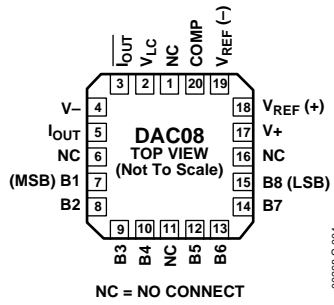 I̅O̅U̅T̅
VLC
NC
COMP
VREF (–)
3 2 1 20 19
V– 4
IOUT 5
NC 6
(MSB) B1 7
B2 8
18 VREF (+)
17 V+
16 NC
15 B8 (LSB)
14 B7
DAC08
TOP VIEW
(Not To Scale)
9 10 11 12 13
B3
B4
NC
B5
B6
NC = NO CONNECT